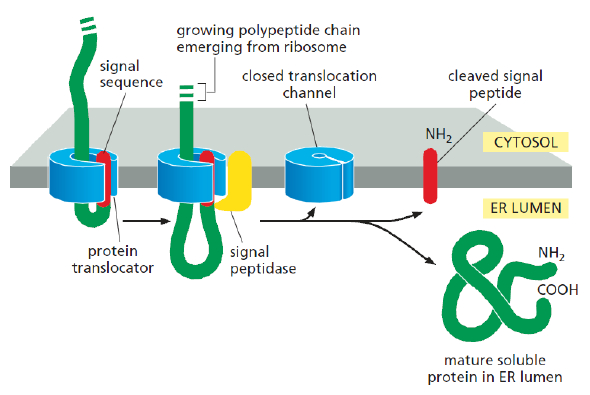 growing polypeptide chain
emerging from ribosome
signal
sequence
closed translocation
channel
cleaved signal
peptide
NH2
CYTOSOL
ER LUMEN
protein
translocator
signal
peptidase
NH2
COOH
mature soluble
protein in ER lumen